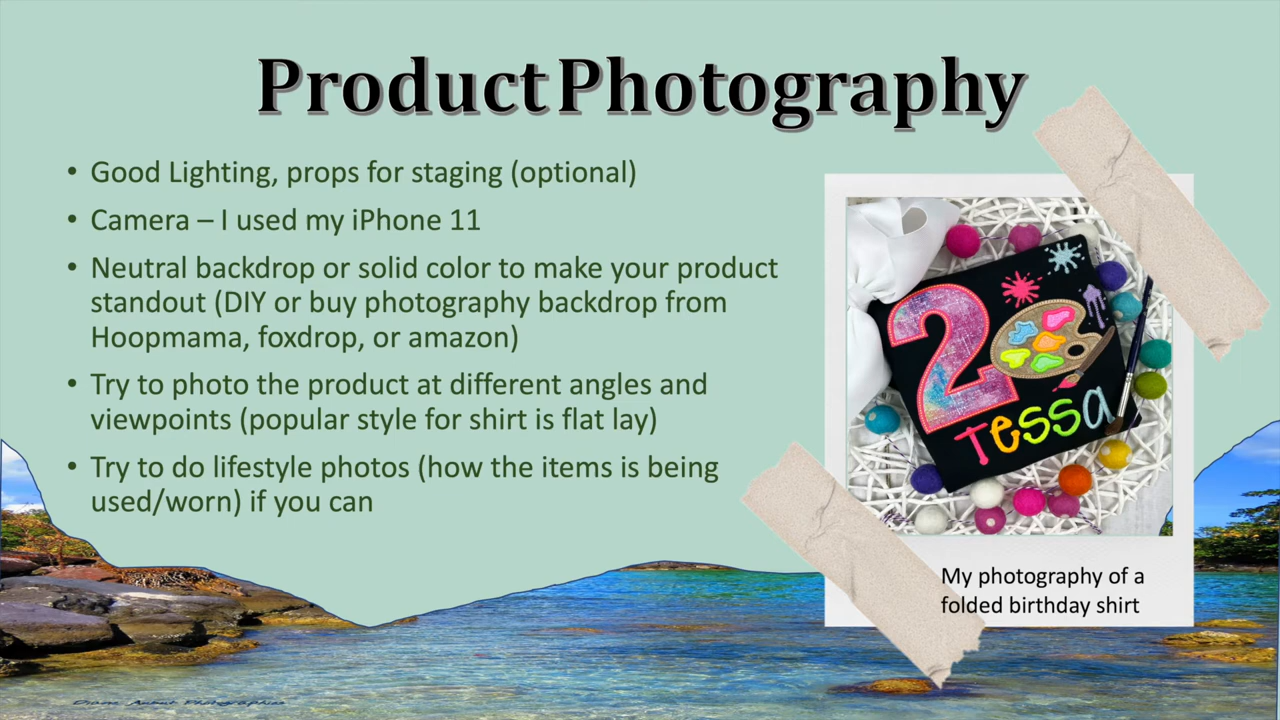 Product Photography
• Good Lighting, props for staging (optional)
• Camera – I used my iPhone 11
• Neutral backdrop or solid color to make your product
standout (DIY or buy photography backdrop from
Hoopmama, foxdrop, or amazon)
• Try to photo the product at different angles and
viewpoints (popular style for shirt is flat lay)
• Try to do lifestyle photos (how the items is being
used/worn) if you can
2
Tessa
My photography of a
folded birthday shirt